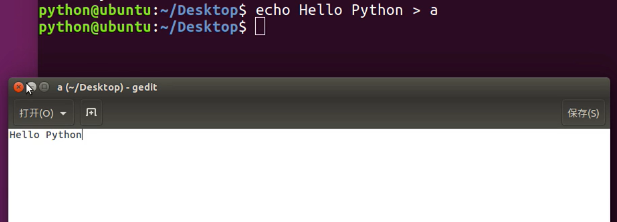 python@ubuntu:~/Desktop$ echo Hello Python > a
python@ubuntu:~/Desktop$
a (~/Desktop) - gedit
打开(O) 保存(S)
Hello Python